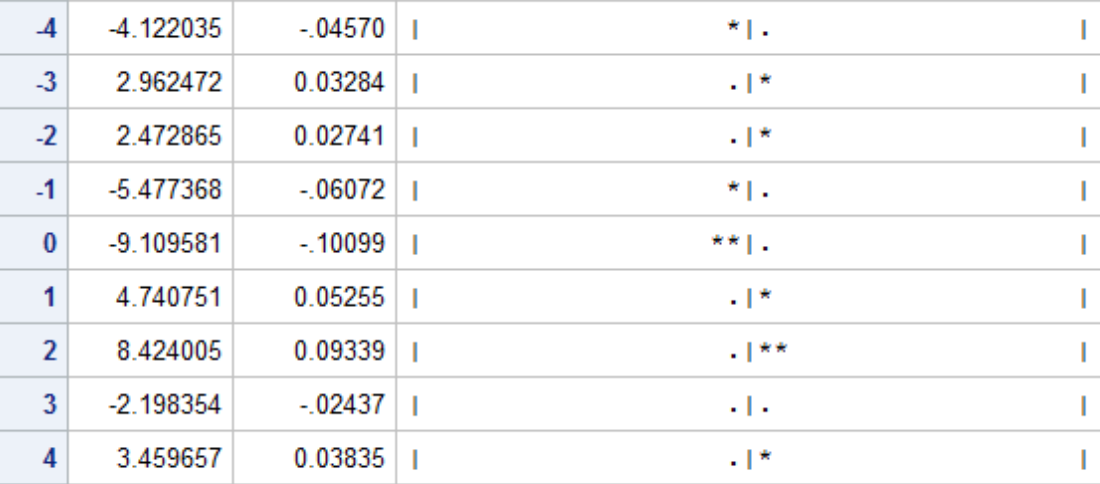 -4 -4.122035 -.04570 | *|. |
-3 2.962472 0.03284 | .|* |
-2 2.472865 0.02741 | .|* |
-1 -5.477368 -.06072 | *|. |
0 -9.109581 -.10099 | **|. |
1 4.740751 0.05255 | .|* |
2 8.424005 0.09339 | .|** |
3 -2.198354 -.02437 | .|. |
4 3.459657 0.03835 | .|* |